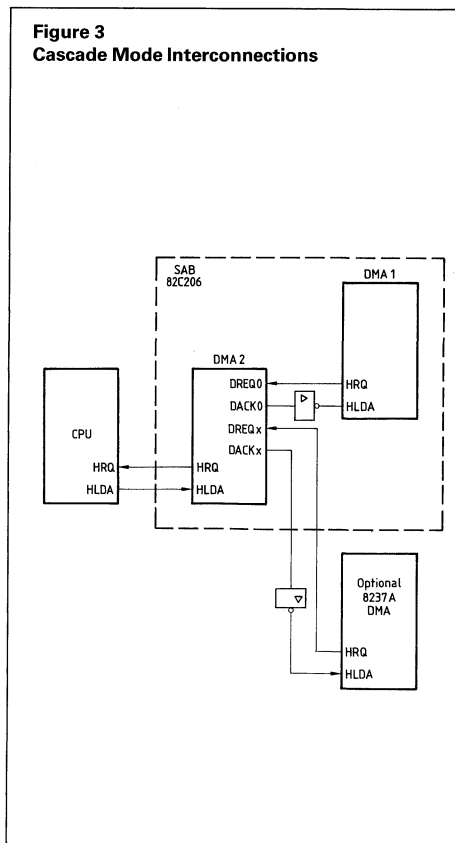 Figure 3
Cascade Mode Interconnections
SAB
82C206
DMA 1
DMA 2
DREQ0
HRQ
DACK0
HLDA
CPU
DREQx
DACKx
HRQ
HRQ
HLDA
HLDA
Optional
8237A
DMA
HRQ
HLDA